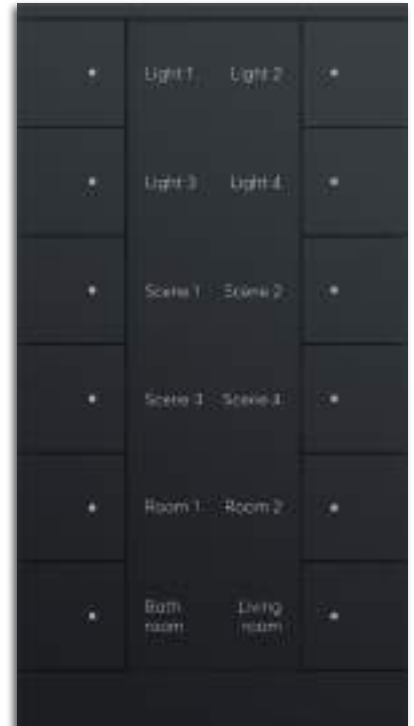 Light 1 Light 2
Light 3 Light 4
Scene 1 Scene 2
Scene 3 Scene 4
Room 1 Room 2
Bath Living
room room